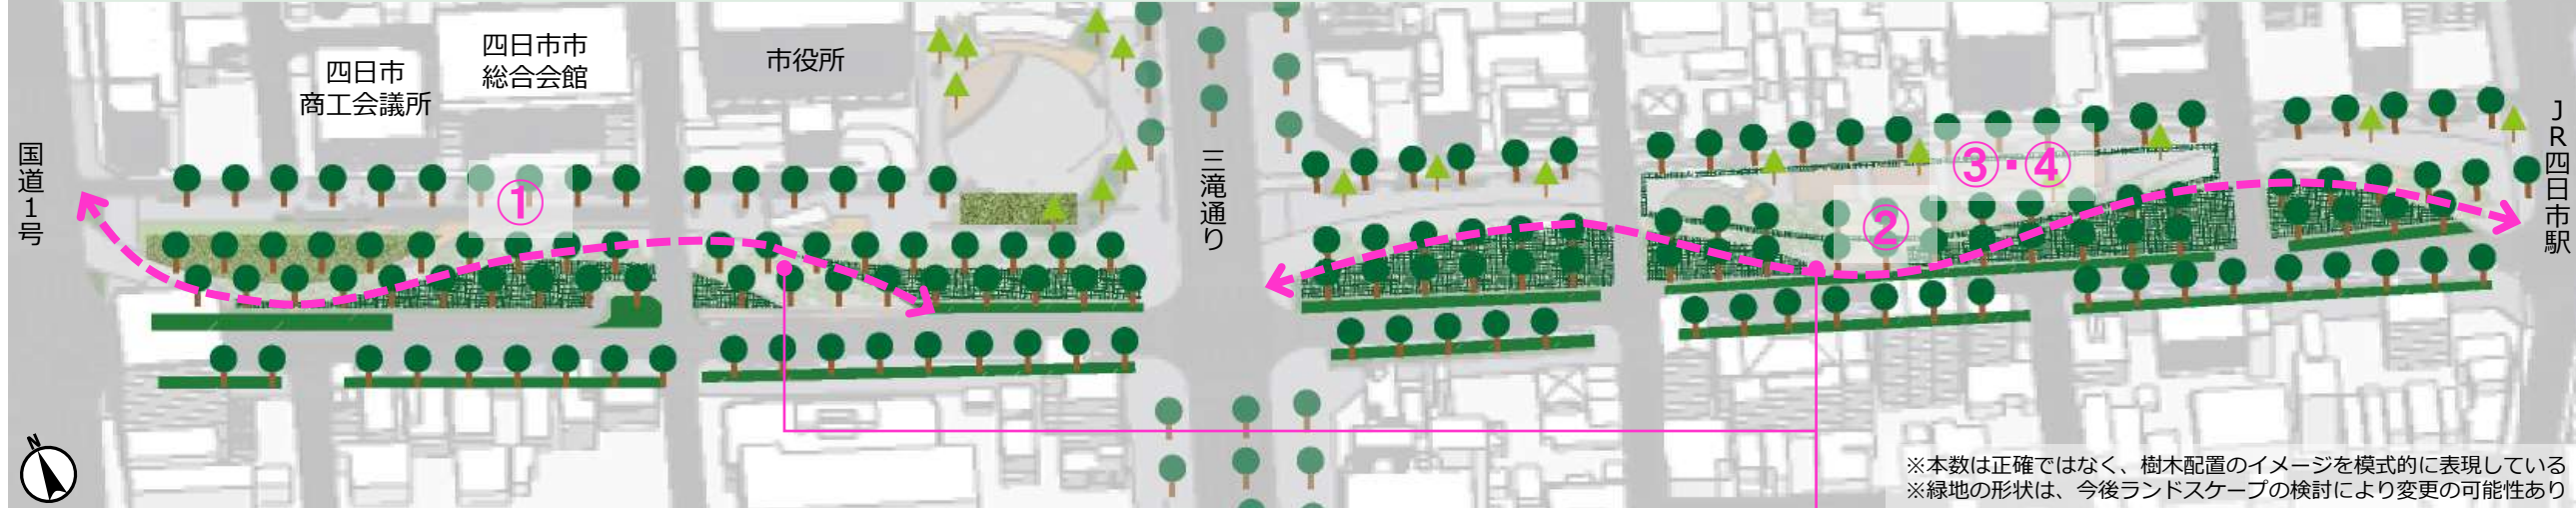 国道1号
四日市
商工会議所
四日市市
総合会館
市役所
三滝通り
JR四日市駅
①
②
③・④
N
※本数は正確ではなく、樹木配置のイメージを模式的に表現している
※緑地の形状は、今後ランドスケープの検討により変更の可能性あり